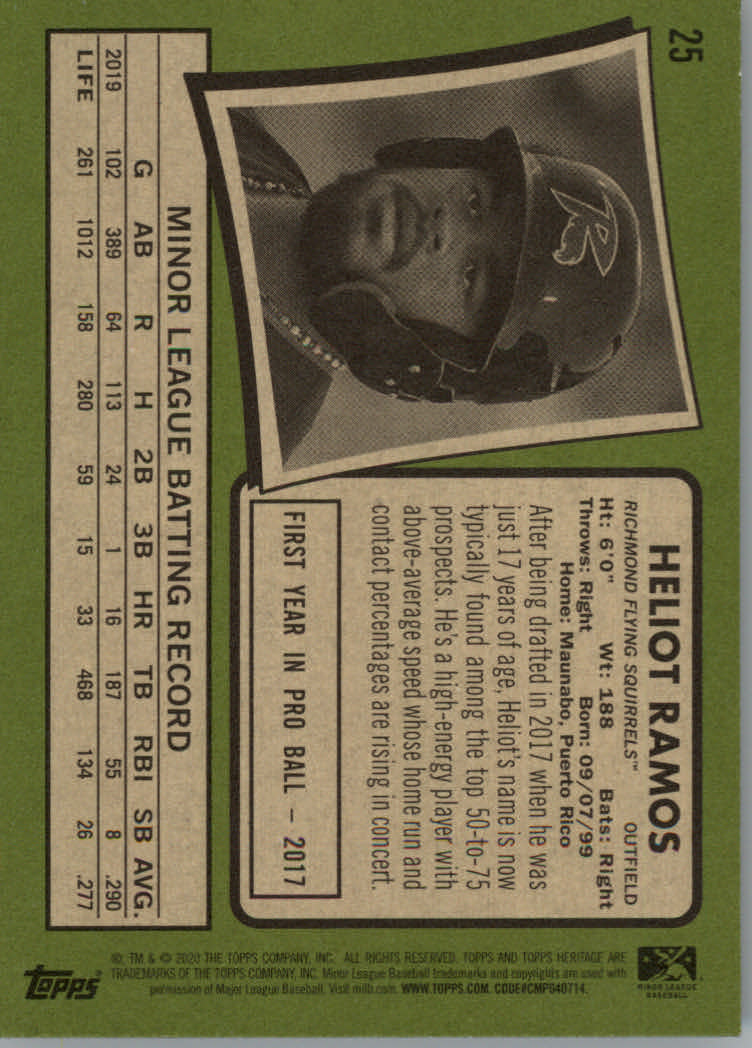 25
HELIOT RAMOS
RICHMOND FLYING SQUIRRELS™ OUTFIELD
Ht: 6'0" Wt: 188 Bats: Right
Throws: Right Born: 09/07/99
Home: Maunabo, Puerto Rico
After being drafted in 2017 when he was
just 17 years of age, Heliot's name is now
typically found among the top 50-to-75
prospects. He's a high-energy player with
above-average speed whose home run and
contact percentages are rising in concert.
FIRST YEAR IN PRO BALL – 2017
MINOR LEAGUE BATTING RECORD
G AB R H 2B 3B HR TB RBI SB AVG.
2019 102 389 64 113 24 1 16 187 55 8 .290
LIFE 261 1012 158 280 59 15 33 468 134 26 .277
MINOR LEAGUE
BASEBALL
®, TM & © 2020 THE TOPPS COMPANY, INC. ALL RIGHTS RESERVED. TOPPS AND TOPPS HERITAGE ARE
TRADEMARKS OF THE TOPPS COMPANY, INC. Minor League Baseball trademarks and copyrights are used with
permission of Major League Baseball. Visit milb.com. WWW.TOPPS.COM. CODE#CMP040714.
topps®